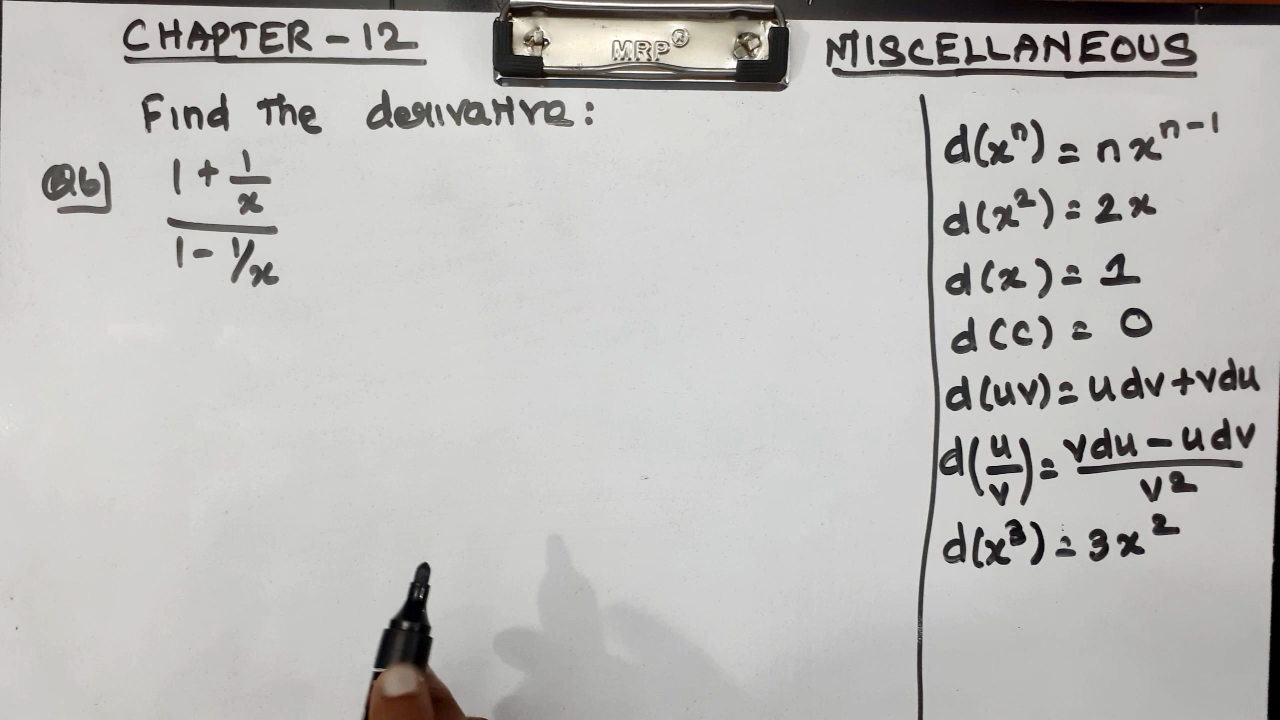 CHAPTER - 12
MRP®
MISCELLANEOUS
Find The derivative:
Q6) (1 + 1/x) / (1 - 1/x)
d(xⁿ) = nxⁿ⁻¹
d(x²) = 2x
d(x) = 1
d(c) = 0
d(uv) = udv+vdu
d(u/v) = (vdu - udv) / v²
d(x³) = 3x²